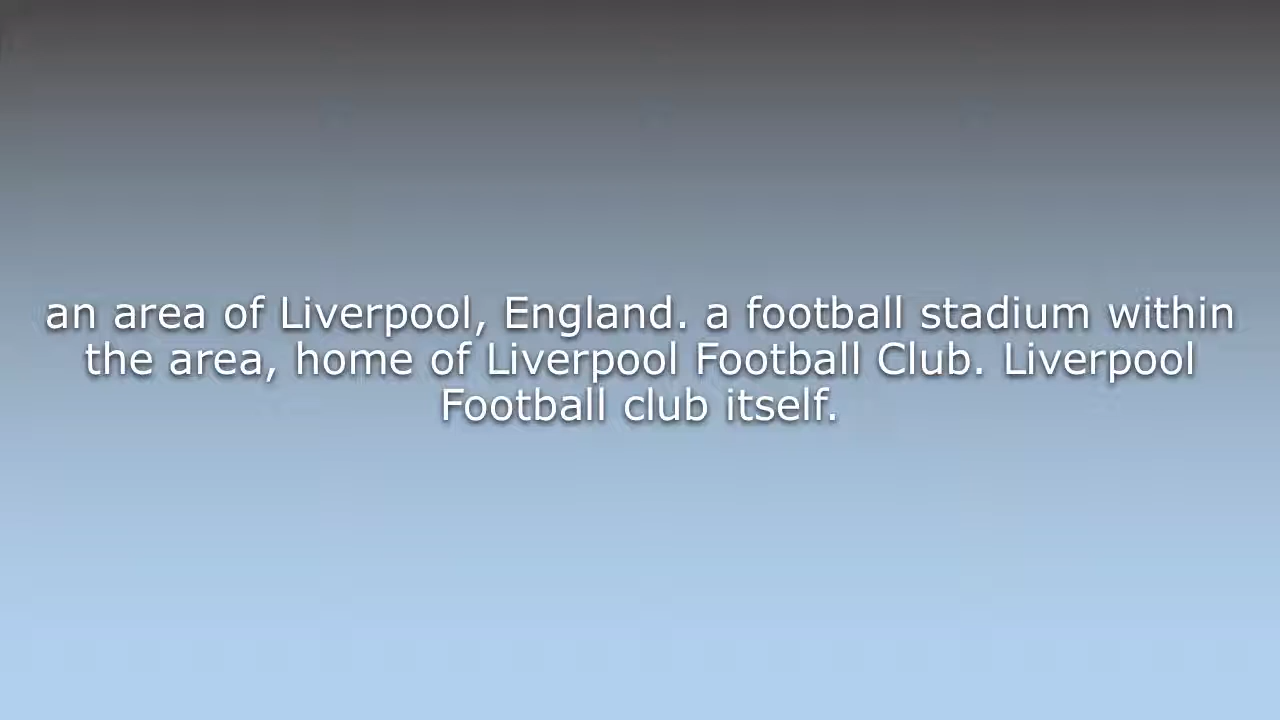 an area of Liverpool, England. a football stadium within
the area, home of Liverpool Football Club. Liverpool
Football club itself.